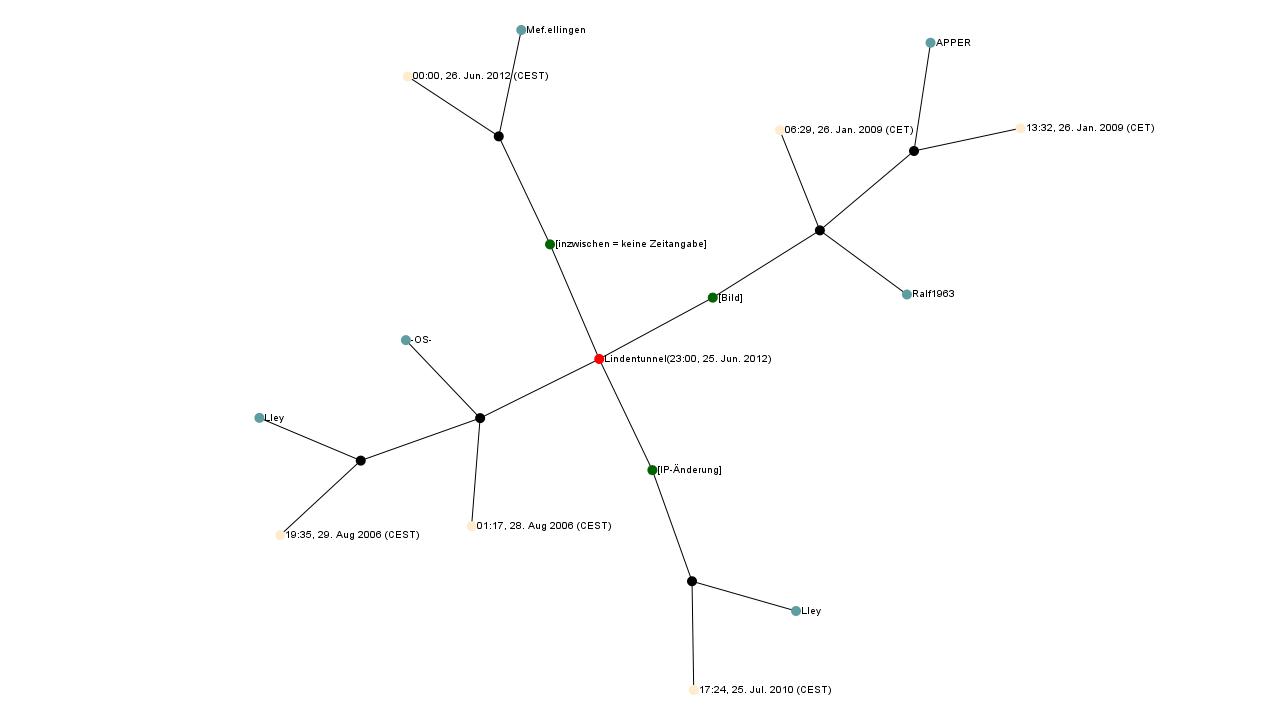 Mef.ellingen
APPER
00:00, 26. Jun. 2012 (CEST)
06:29, 26. Jan. 2009 (CET)
13:32, 26. Jan. 2009 (CET)
[inzwischen = keine Zeitangabe]
Ralf1963
[Bild]
-OS-
Lindentunnel(23:00, 25. Jun. 2012)
Lley
[IP-Änderung]
01:17, 28. Aug 2006 (CEST)
19:35, 29. Aug 2006 (CEST)
Lley
17:24, 25. Jul. 2010 (CEST)